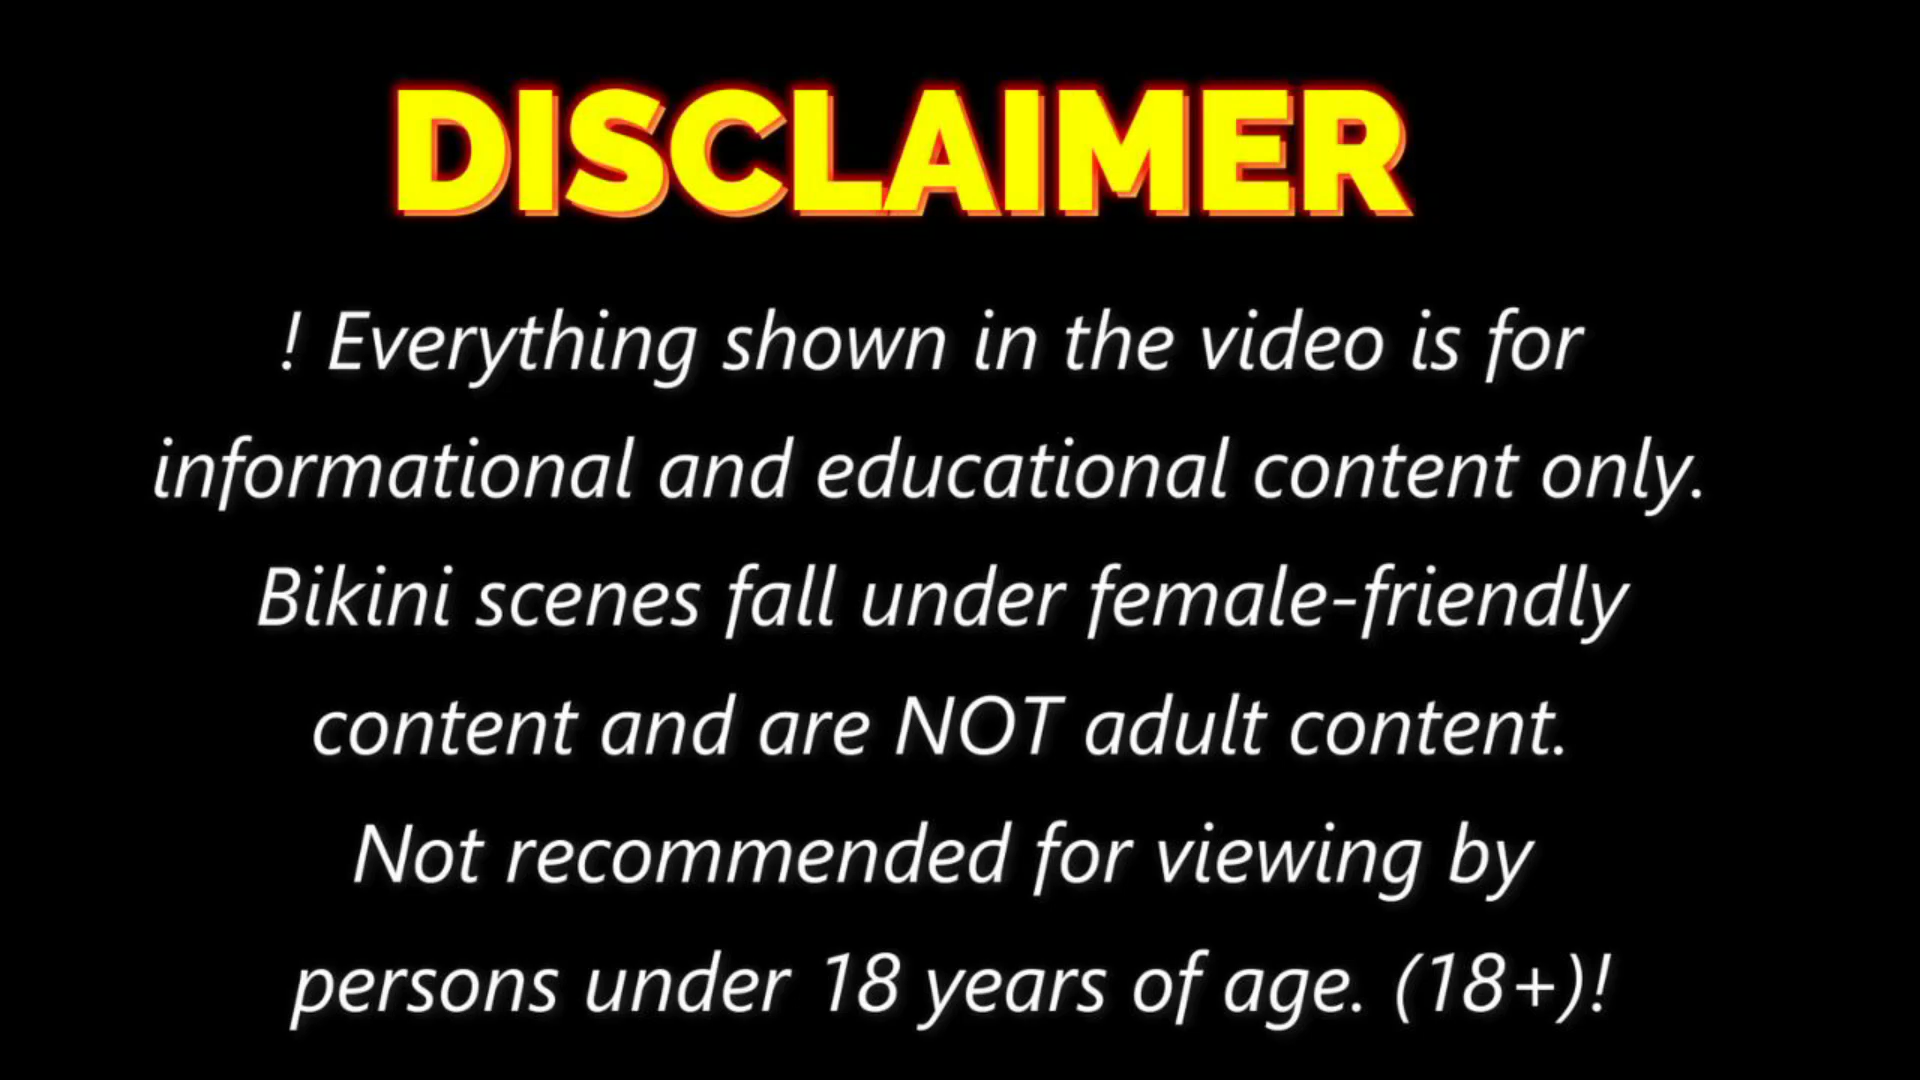 DISCLAIMER
! Everything shown in the video is for
informational and educational content only.
Bikini scenes fall under female-friendly
content and are NOT adult content.
Not recommended for viewing by
persons under 18 years of age. (18+)!